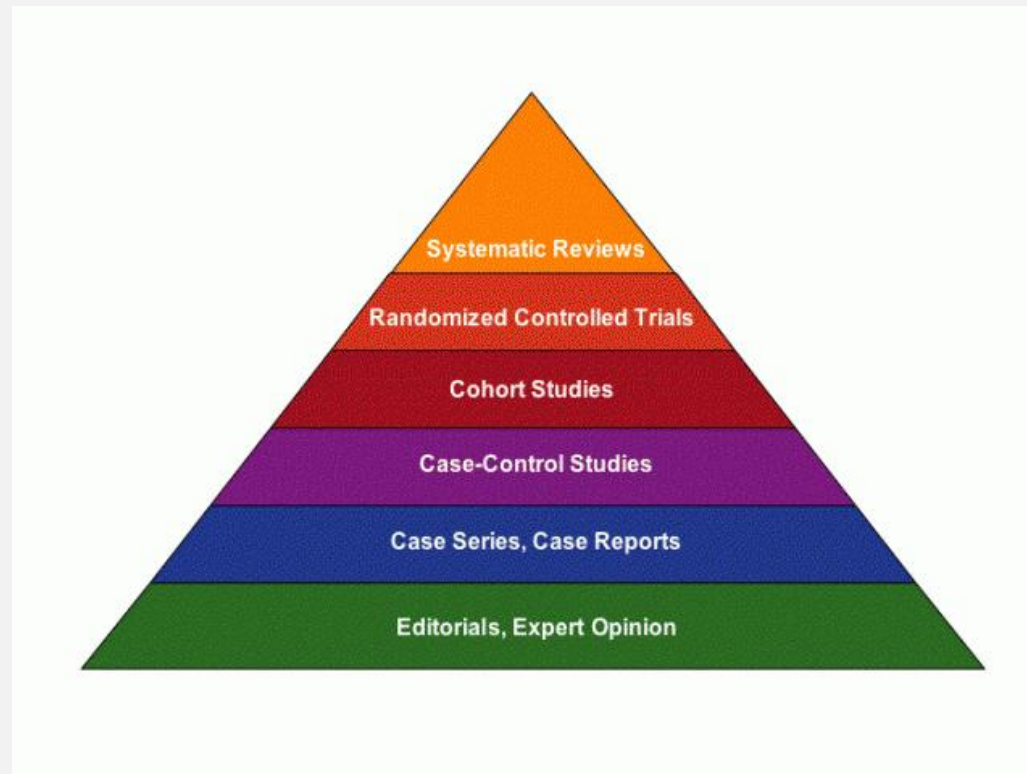 Systematic Reviews
Randomized Controlled Trials
Cohort Studies
Case-Control Studies
Case Series, Case Reports
Editorials, Expert Opinion